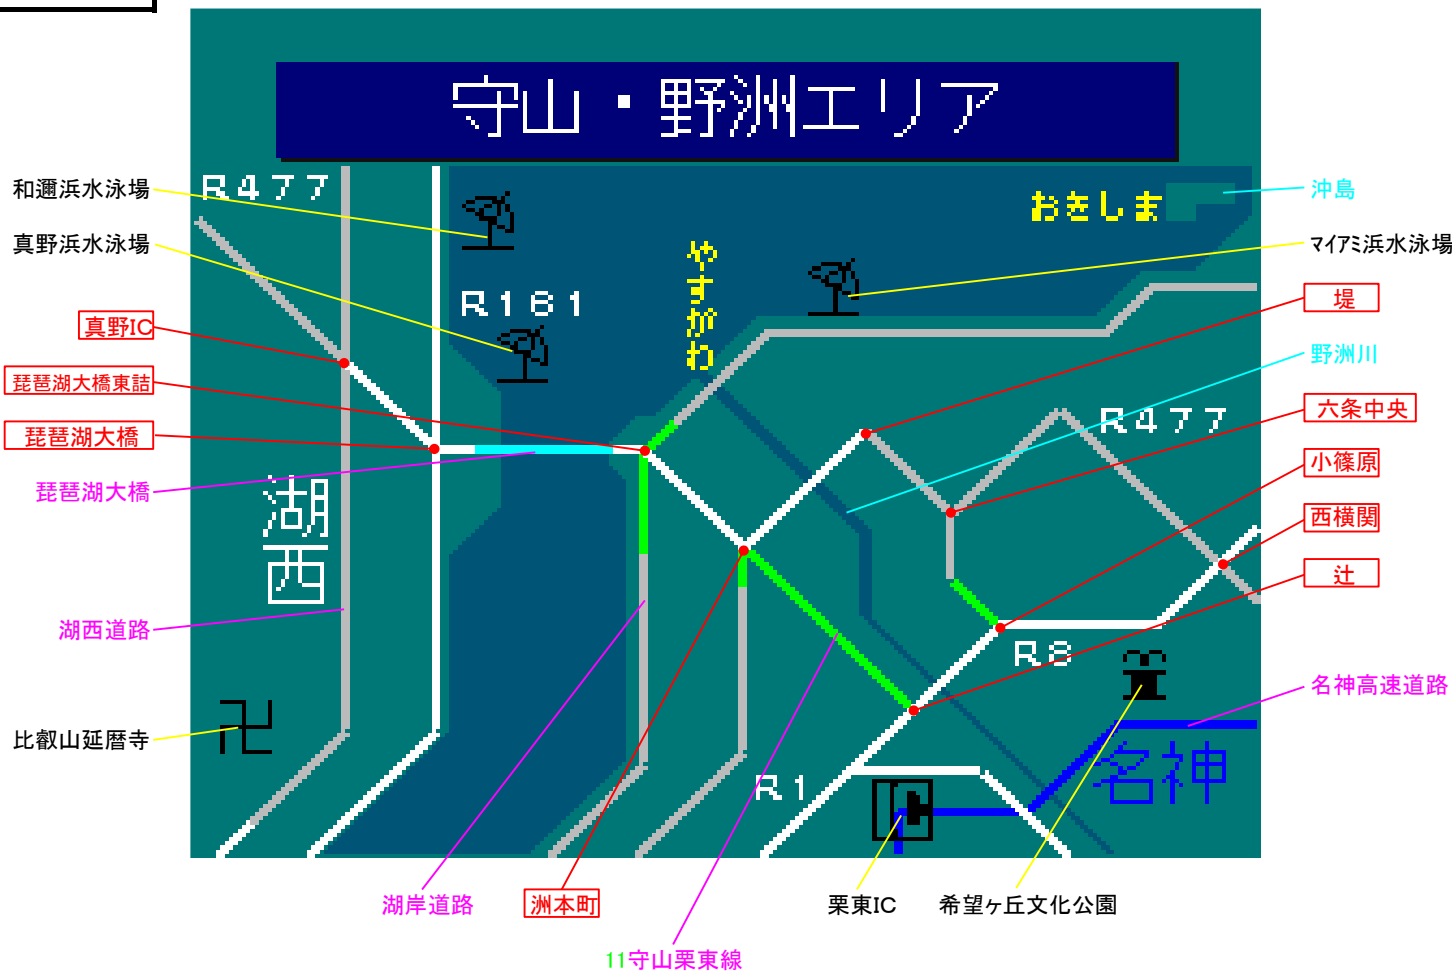 守山・野洲エリア
和邇浜水泳場
R477
おきしま
沖島
真野浜水泳場
やすがわ
マイアミ浜水泳場
R161
堤
真野IC
野洲川
琵琶湖大橋東詰
六条中央
R477
琵琶湖大橋
小篠原
琵琶湖大橋
湖西
西横関
辻
湖西道路
R8
名神高速道路
比叡山延暦寺
名神
R1
湖岸道路
洲本町
栗東IC
希望ヶ丘文化公園
11守山栗東線